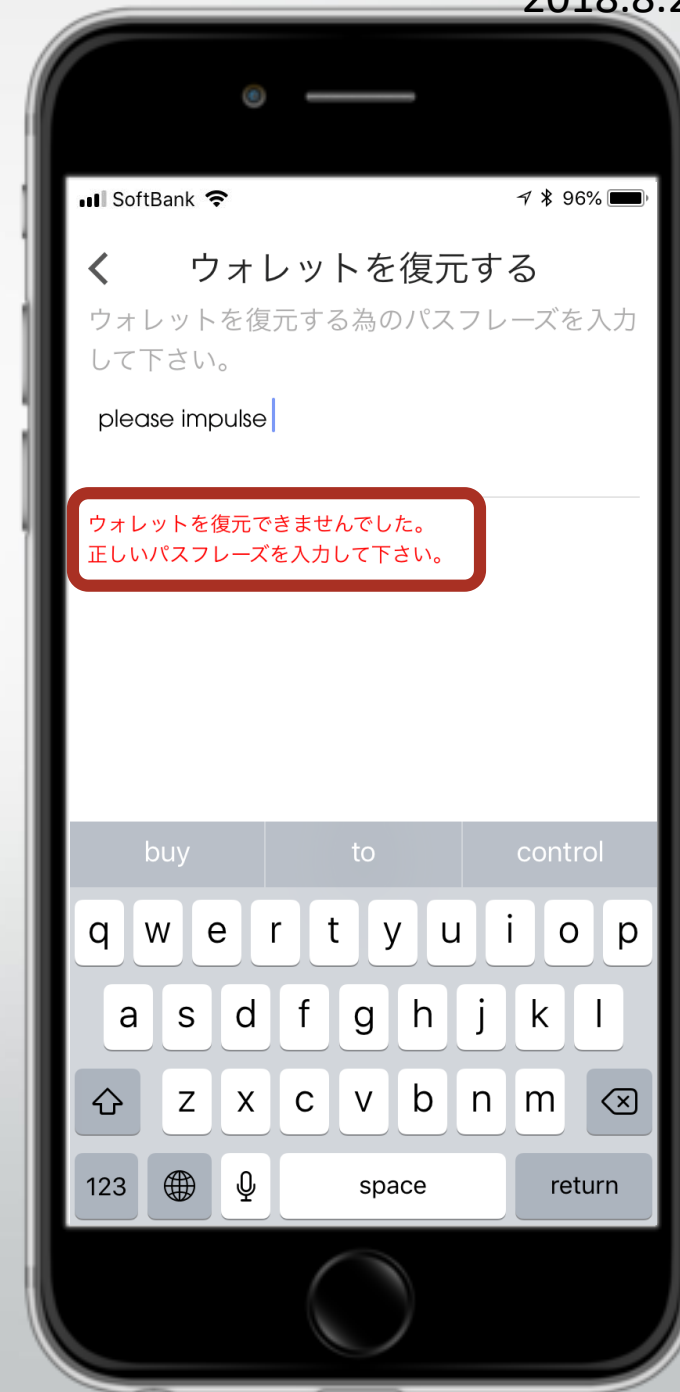 SoftBank 96%
ウォレットを復元する
ウォレットを復元する為のパスフレーズを入力
して下さい。
please impulse
ウォレットを復元できませんでした。
正しいパスフレーズを入力して下さい。
buy to control
q w e r t y u i o p
a s d f g h j k l
z x c v b n m
123 space return